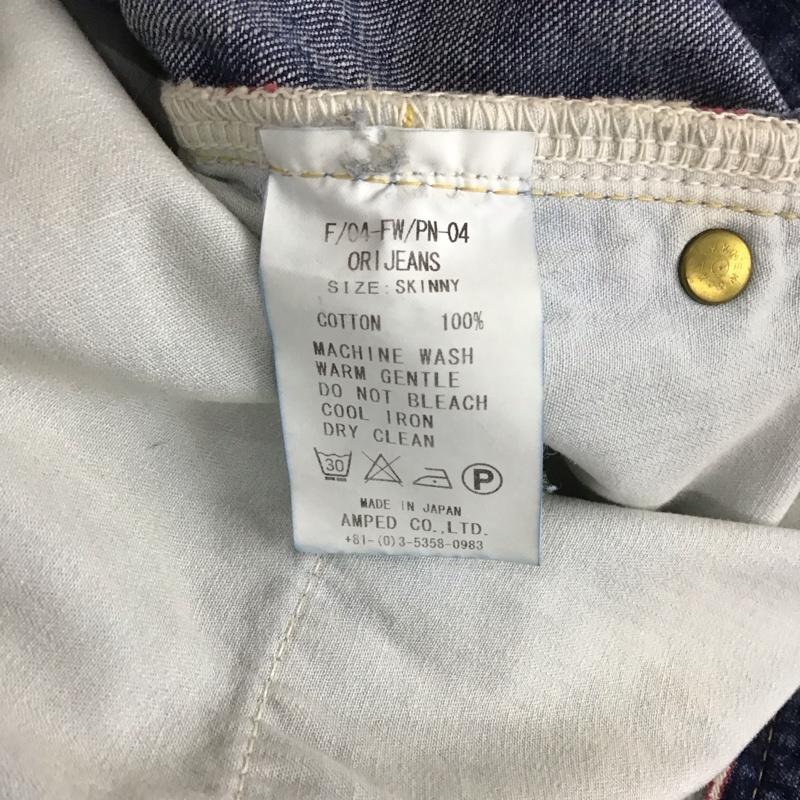 F/04-FW/PN-04
ORIJEANS
SIZE:SKINNY
COTTON 100%
MACHINE WASH
WARM GENTLE
DO NOT BLEACH
COOL IRON
DRY CLEAN
30
P
MADE IN JAPAN
AMPED CO.,LTD.
+81-(0)3-5358-0983